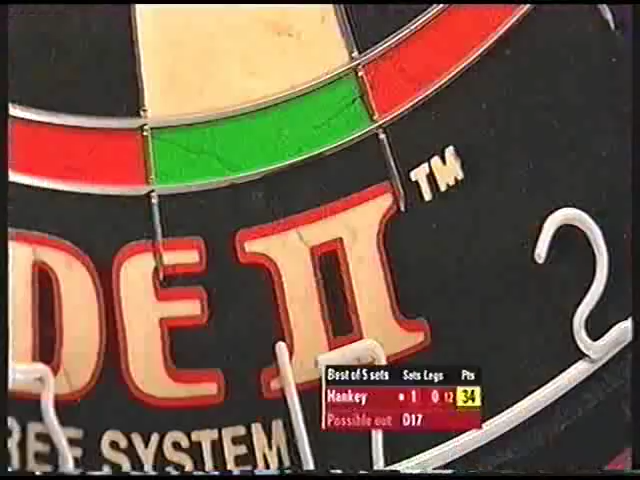 TM
DE II
REE SYSTEM
2
Best of 5 sets Sets Legs Pts
Hankey • 1 0 12 34
Possible out D17